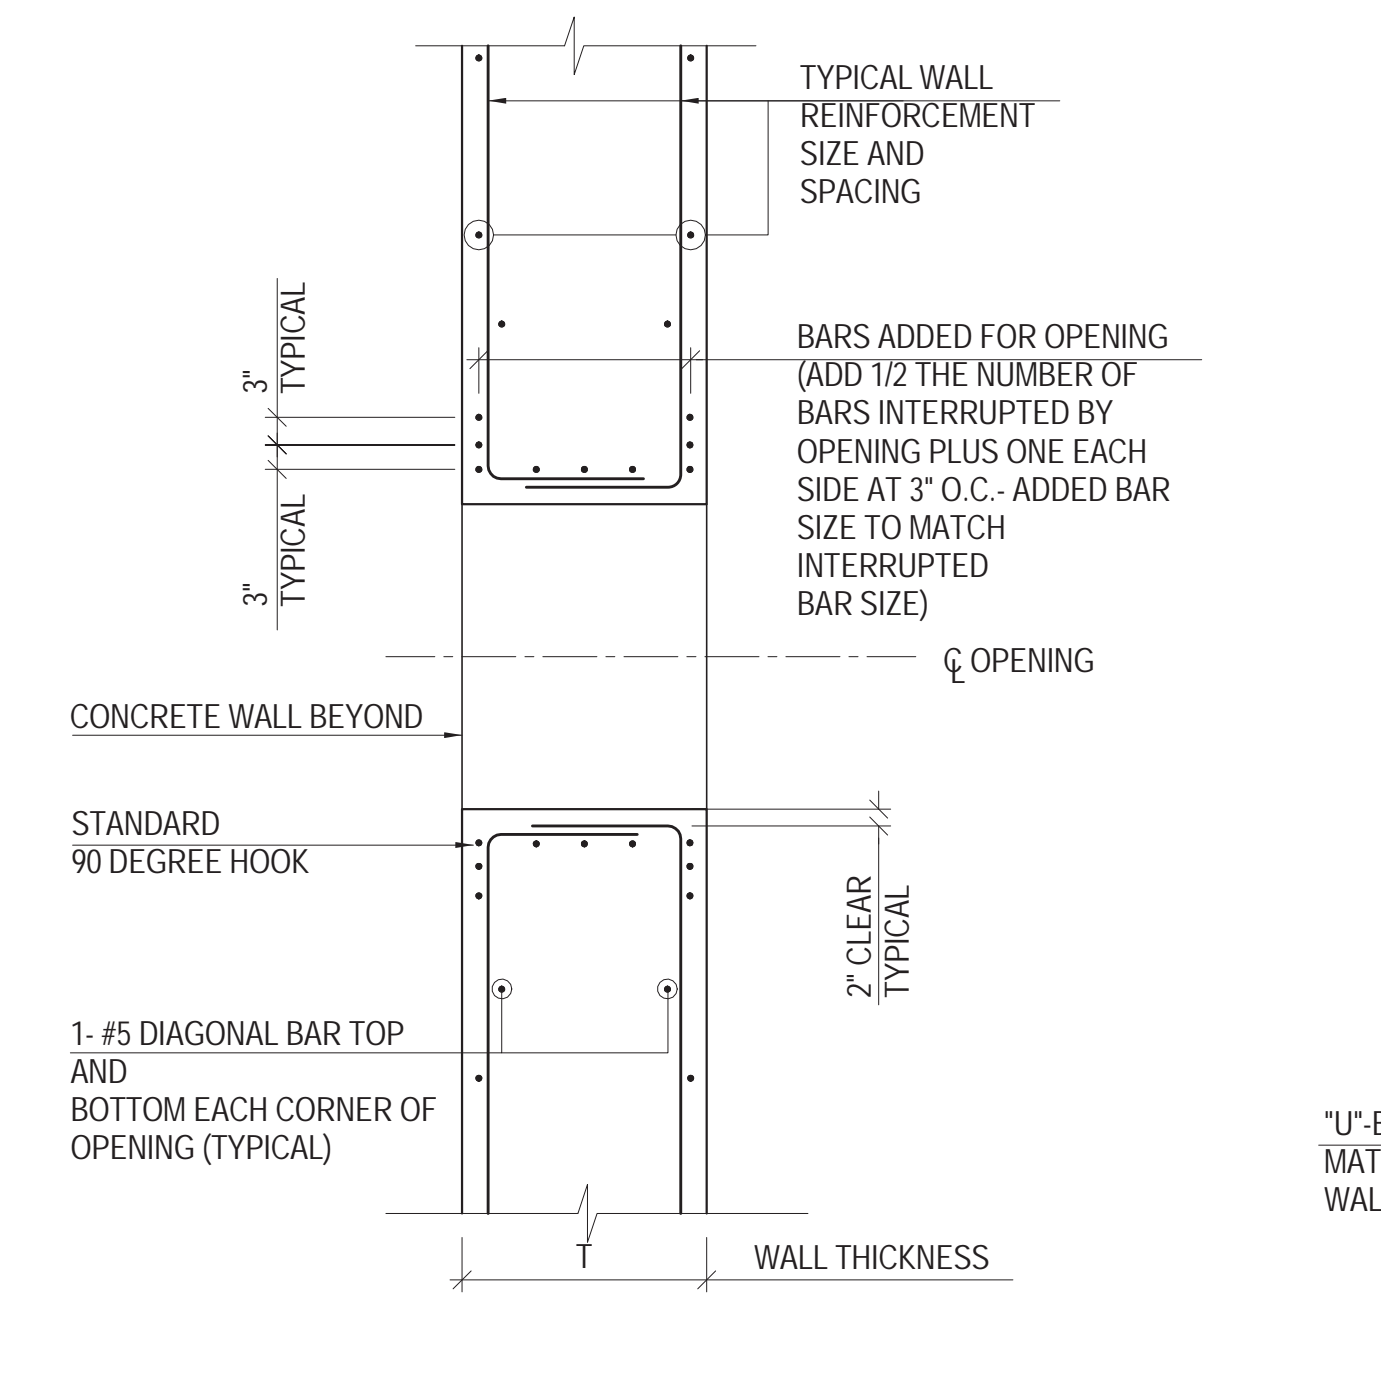 TYPICAL WALL
REINFORCEMENT
SIZE AND
SPACING
3"
TYPICAL
BARS ADDED FOR OPENING
(ADD 1/2 THE NUMBER OF
BARS INTERRUPTED BY
OPENING PLUS ONE EACH
SIDE AT 3" O.C.- ADDED BAR
SIZE TO MATCH
INTERRUPTED
BAR SIZE)
3"
TYPICAL
℄ OPENING
CONCRETE WALL BEYOND
STANDARD
90 DEGREE HOOK
2" CLEAR
TYPICAL
1- #5 DIAGONAL BAR TOP
AND
BOTTOM EACH CORNER OF
OPENING (TYPICAL)
"U"-
T
WALL THICKNESS